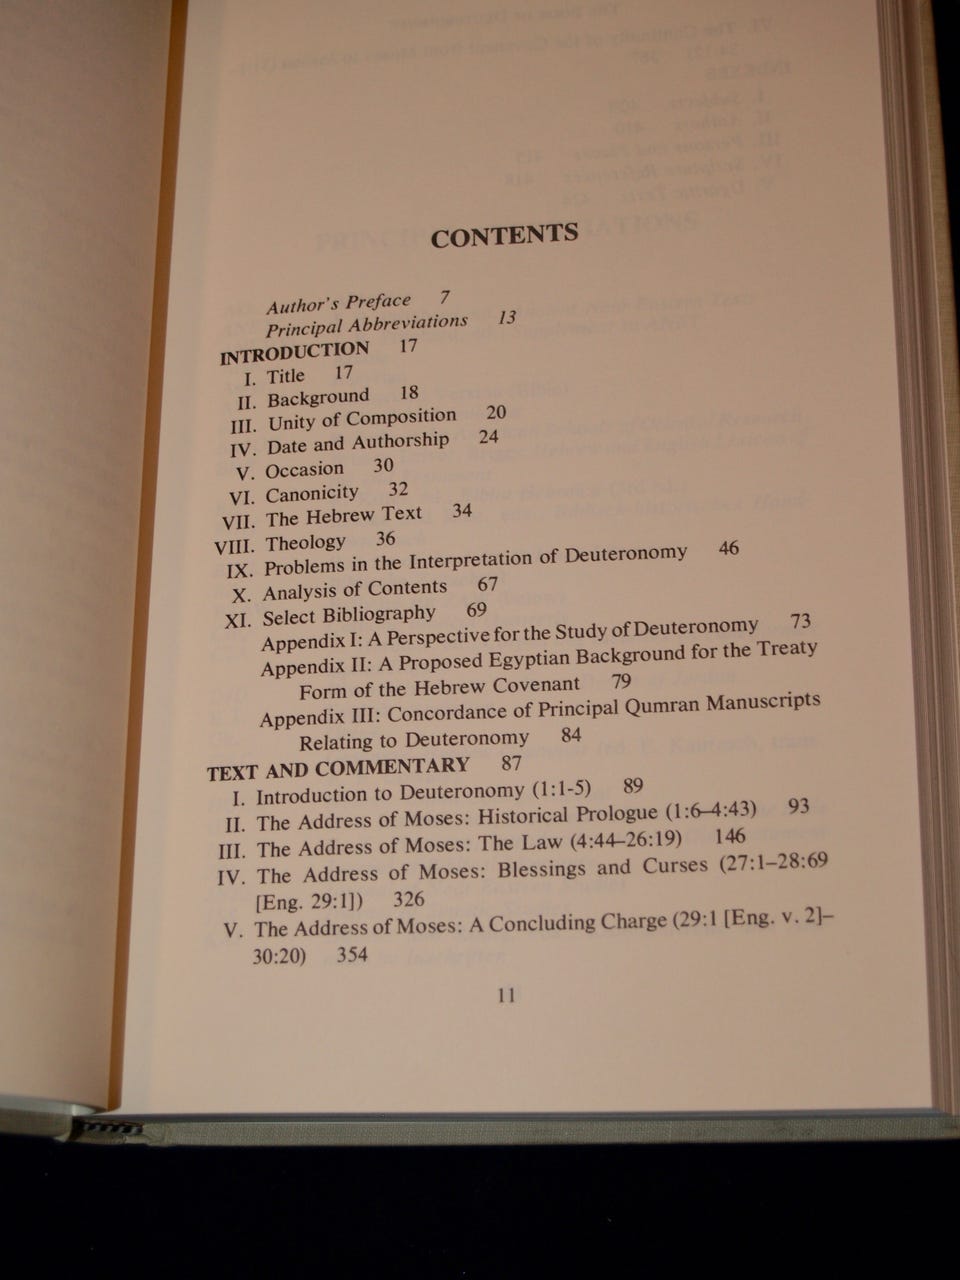 CONTENTS
Author's Preface 7
Principal Abbreviations 13
INTRODUCTION 17
I. Title 17
II. Background 18
III. Unity of Composition 20
IV. Date and Authorship 24
V. Occasion 30
VI. Canonicity 32
VII. The Hebrew Text 34
VIII. Theology 36
IX. Problems in the Interpretation of Deuteronomy 46
X. Analysis of Contents 67
XI. Select Bibliography 69
Appendix I: A Perspective for the Study of Deuteronomy 73
Appendix II: A Proposed Egyptian Background for the Treaty
Form of the Hebrew Covenant 79
Appendix III: Concordance of Principal Qumran Manuscripts
Relating to Deuteronomy 84
TEXT AND COMMENTARY 87
I. Introduction to Deuteronomy (1:1-5) 89
II. The Address of Moses: Historical Prologue (1:6–4:43) 93
III. The Address of Moses: The Law (4:44–26:19) 146
IV. The Address of Moses: Blessings and Curses (27:1–28:69
[Eng. 29:1]) 326
V. The Address of Moses: A Concluding Charge (29:1 [Eng. v. 2]–
30:20) 354
11